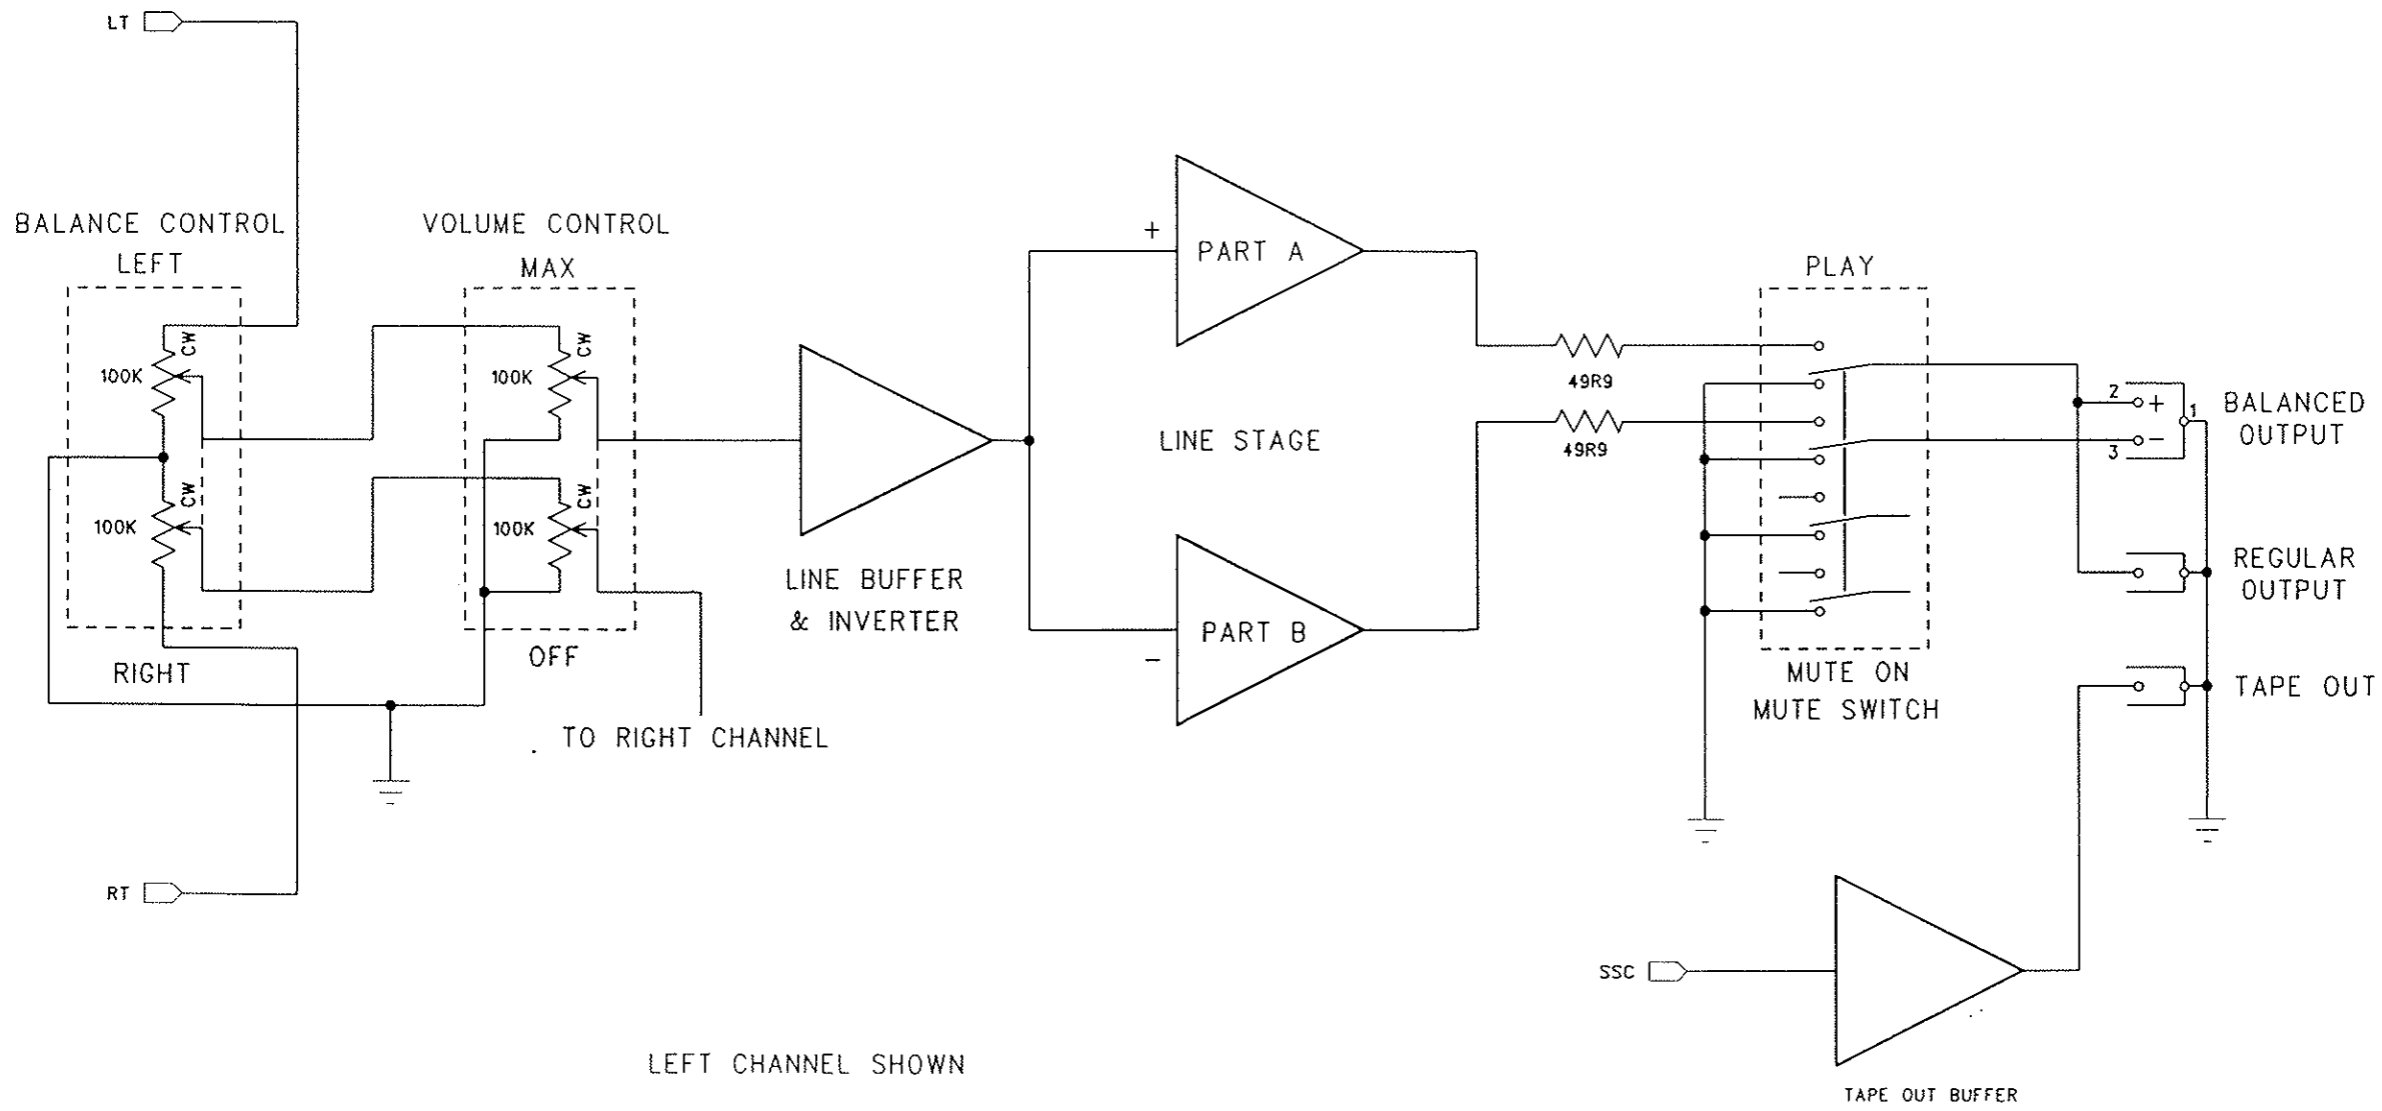 LT
BALANCE CONTROL
LEFT
VOLUME CONTROL
MAX
CW
100K
CW
100K
CW
100K
CW
100K
RIGHT
OFF
TO RIGHT CHANNEL
RT
LINE BUFFER
& INVERTER
+
PART A
LINE STAGE
PART B
−
49R9
49R9
PLAY
MUTE ON
MUTE SWITCH
2
+
1
−
3
BALANCED
OUTPUT
REGULAR
OUTPUT
TAPE OUT
SSC
TAPE OUT BUFFER
LEFT CHANNEL SHOWN